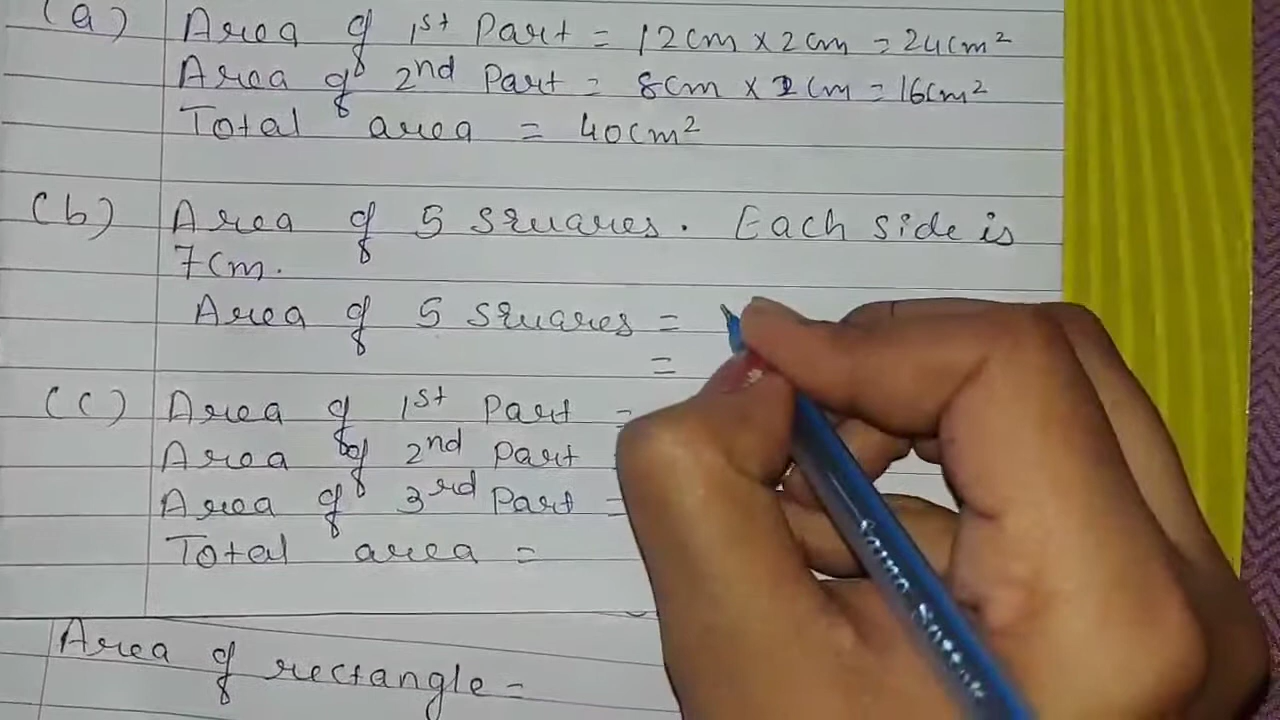 (a) Area of 1st Part = 12cm x 2cm = 24cm²
Area of 2nd Part = 8cm x 2cm = 16cm²
Total area = 40cm²
(b) Area of 5 squares. Each side is
7cm.
Area of 5 squares =
=
(c) Area of 1st Part =
Area of 2nd Part
Area of 3rd Part =
Total area =
Area of rectangle =